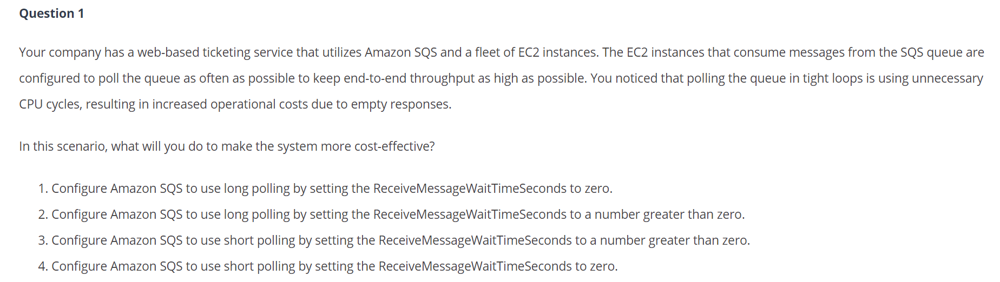 Question 1
Your company has a web-based ticketing service that utilizes Amazon SQS and a fleet of EC2 instances. The EC2 instances that consume messages from the SQS queue are
configured to poll the queue as often as possible to keep end-to-end throughput as high as possible. You noticed that polling the queue in tight loops is using unnecessary
CPU cycles, resulting in increased operational costs due to empty responses.
In this scenario, what will you do to make the system more cost-effective?
1. Configure Amazon SQS to use long polling by setting the ReceiveMessageWaitTimeSeconds to zero.
2. Configure Amazon SQS to use long polling by setting the ReceiveMessageWaitTimeSeconds to a number greater than zero.
3. Configure Amazon SQS to use short polling by setting the ReceiveMessageWaitTimeSeconds to a number greater than zero.
4. Configure Amazon SQS to use short polling by setting the ReceiveMessageWaitTimeSeconds to zero.